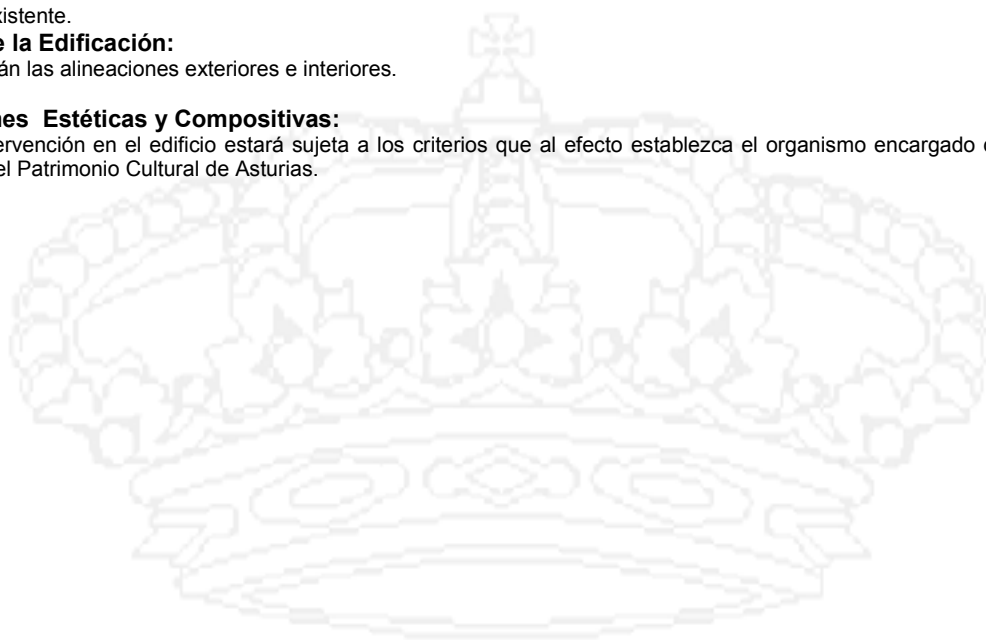 xistente.
e la Edificación:
án las alineaciones exteriores e interiores.
nes Estéticas y Compositivas:
ervención en el edificio estará sujeta a los criterios que al efecto establezca el organismo encargado
el Patrimonio Cultural de Asturias.